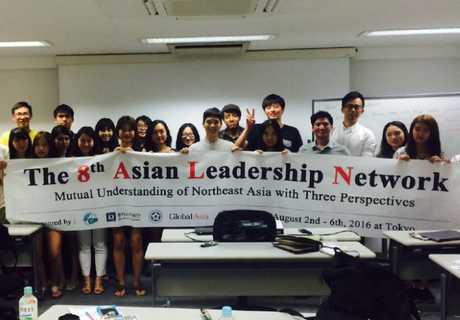 The 8th Asian Leadership Network
Mutual Understanding of Northeast Asia with Three Perspectives
Global Asia
August 2nd - 6th, 2016 at Tokyo